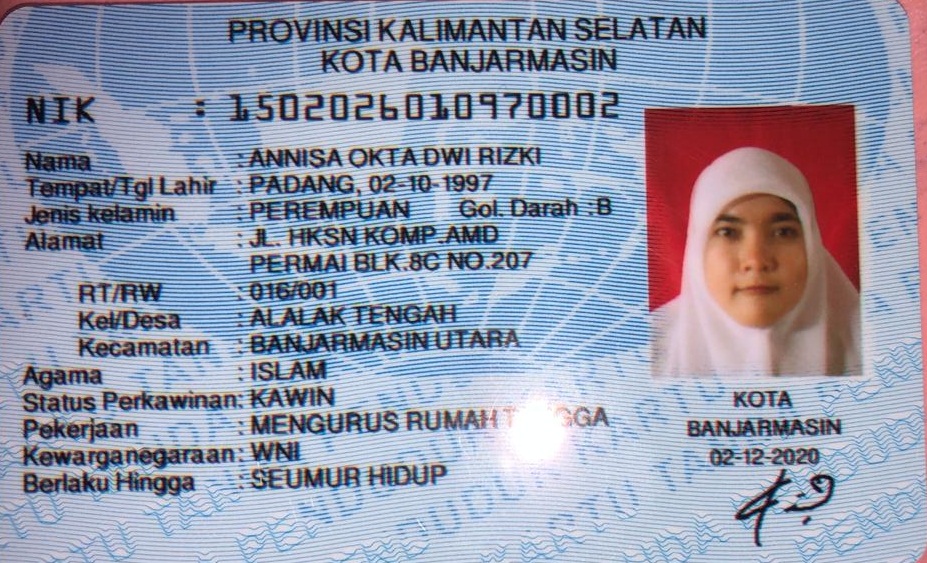 PROVINSI KALIMANTAN SELATAN
KOTA BANJARMASIN
NIK : 1502026010970002
Nama : ANNISA OKTA DWI RIZKI
Tempat/Tgl Lahir : PADANG, 02-10-1997
Jenis kelamin : PEREMPUAN Gol. Darah :B
Alamat : JL. HKSN KOMP.AMD
PERMAI BLK.8C NO.207
RT/RW : 016/001
Kel/Desa : ALALAK TENGAH
Kecamatan : BANJARMASIN UTARA
Agama : ISLAM
Status Perkawinan: KAWIN
Pekerjaan : MENGURUS RUMAH
Kewarganegaraan: WNI
Berlaku Hingga : SEUMUR HIDUP
KOTA
BANJARMASIN
02-12-2020